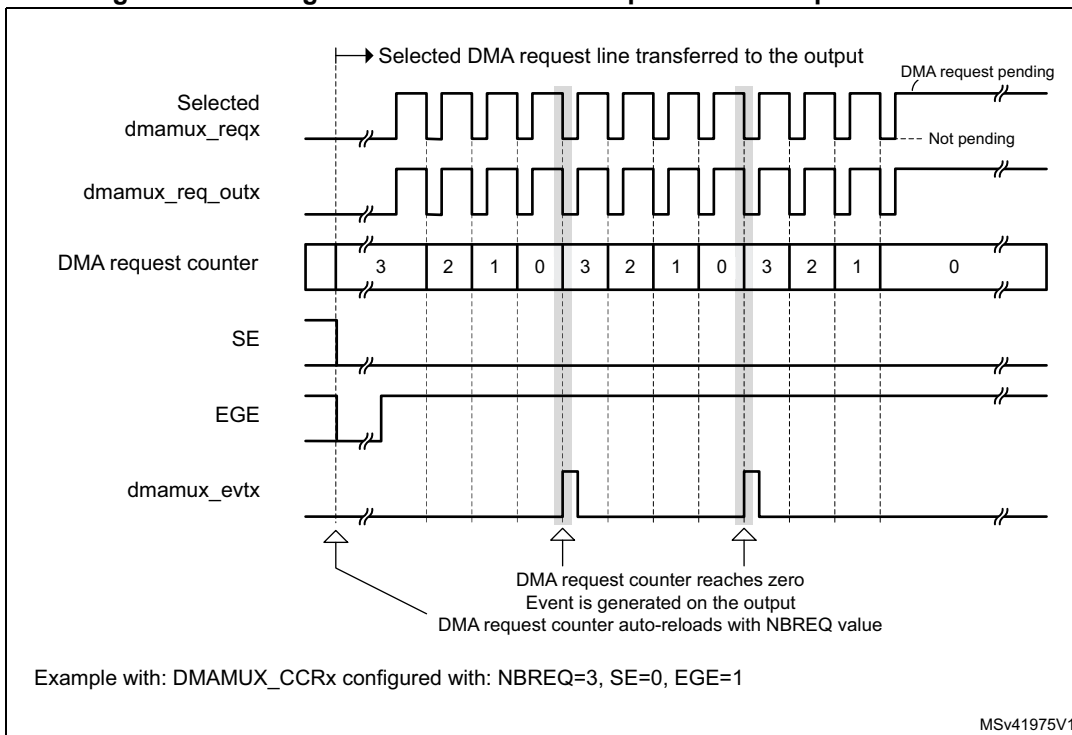 Selected DMA request line transferred to the output
DMA request pending
Selected
dmamux_reqx
Not pending
dmamux_req_outx
DMA request counter
3 2 1 0 3 2 1 0 3 2 1 0
SE
EGE
dmamux_evtx
DMA request counter reaches zero
Event is generated on the output
DMA request counter auto-reloads with NBREQ value
Example with: DMAMUX_CCRx configured with: NBREQ=3, SE=0, EGE=1
MSv41975V1